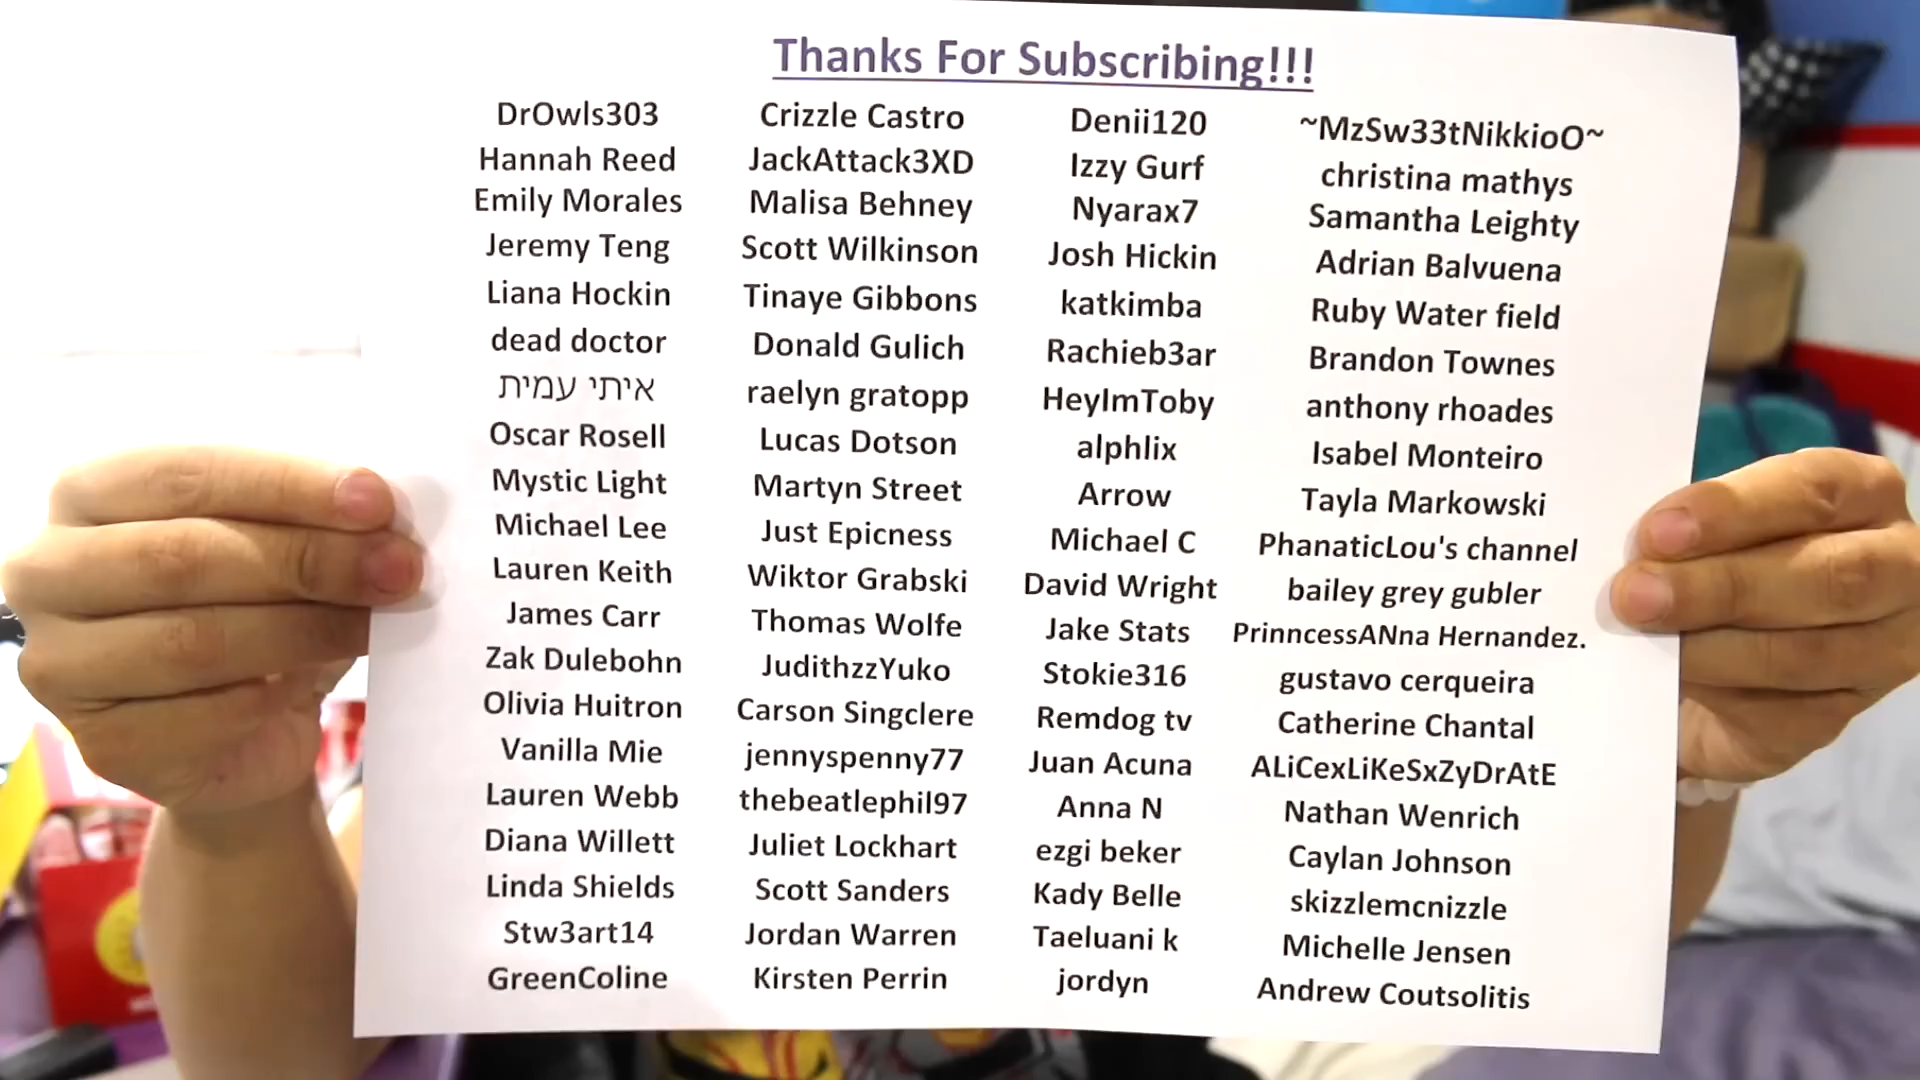 Thanks For Subscribing!!!
DrOwls303 Crizzle Castro Denii120 ~MzSw33tNikkioO~
Hannah Reed JackAttack3XD Izzy Gurf christina mathys
Emily Morales Malisa Behney Nyarax7 Samantha Leighty
Jeremy Teng Scott Wilkinson Josh Hickin Adrian Balvuena
Liana Hockin Tinaye Gibbons katkimba Ruby Water field
dead doctor Donald Gulich Rachieb3ar Brandon Townes
איתי עמית raelyn gratopp HeyImToby anthony rhoades
Oscar Rosell Lucas Dotson alphlix Isabel Monteiro
Mystic Light Martyn Street Arrow Tayla Markowski
Michael Lee Just Epicness Michael C PhanaticLou's channel
Lauren Keith Wiktor Grabski David Wright bailey grey gubler
James Carr Thomas Wolfe Jake Stats PrinncessANna Hernandez.
Zak Dulebohn JudithzzYuko Stokie316 gustavo cerqueira
Olivia Huitron Carson Singclere Remdog tv Catherine Chantal
Vanilla Mie jennyspenny77 Juan Acuna ALiCexLiKeSxZyDrAtE
Lauren Webb thebeatlephil97 Anna N Nathan Wenrich
Diana Willett Juliet Lockhart ezgi beker Caylan Johnson
Linda Shields Scott Sanders Kady Belle skizzlemcnizzle
Stw3art14 Jordan Warren Taeluani k Michelle Jensen
GreenColine Kirsten Perrin jordyn Andrew Coutsolitis